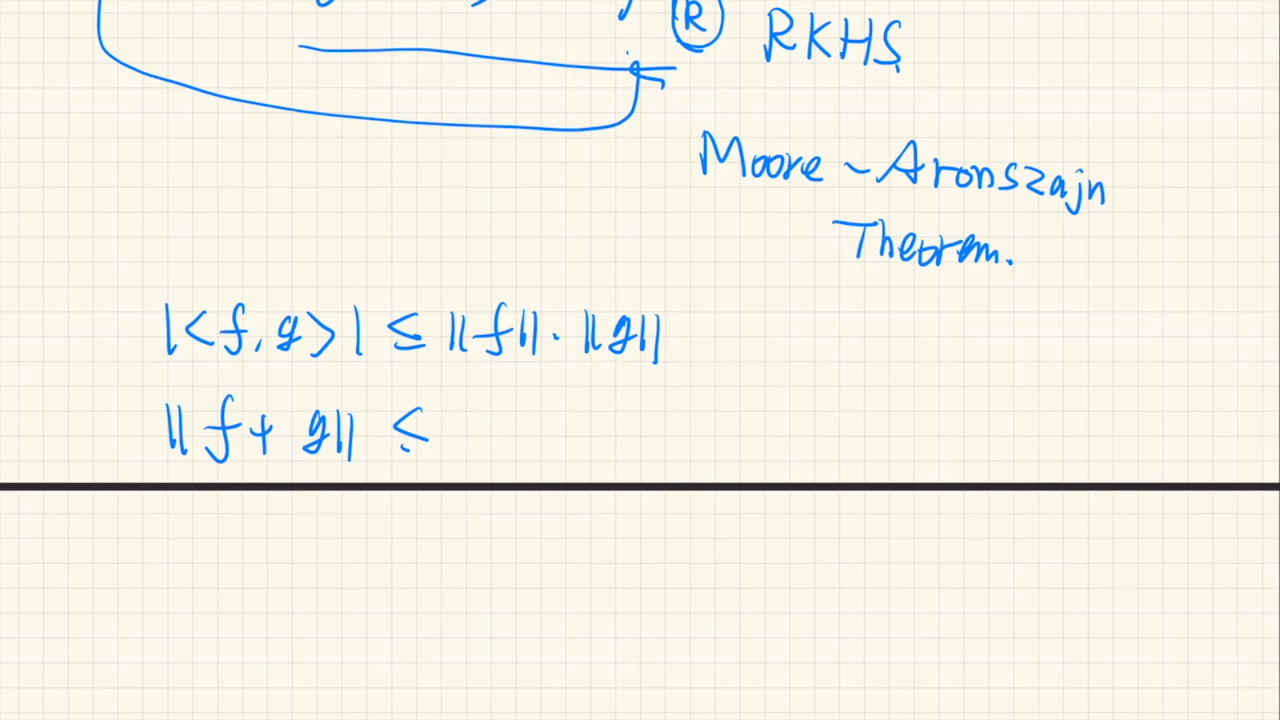 Ⓡ RKHS
Moore-Aronszajn
Theorem.
|<f, g>| ≤ ||f|| · ||g||
||f + g|| ≤